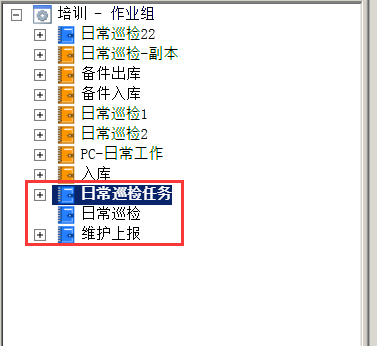 培训 - 作业组
日常巡检22
日常巡检-副本
备件出库
备件入库
日常巡检1
日常巡检2
PC-日常工作
入库
日常巡检任务
日常巡检
维护上报